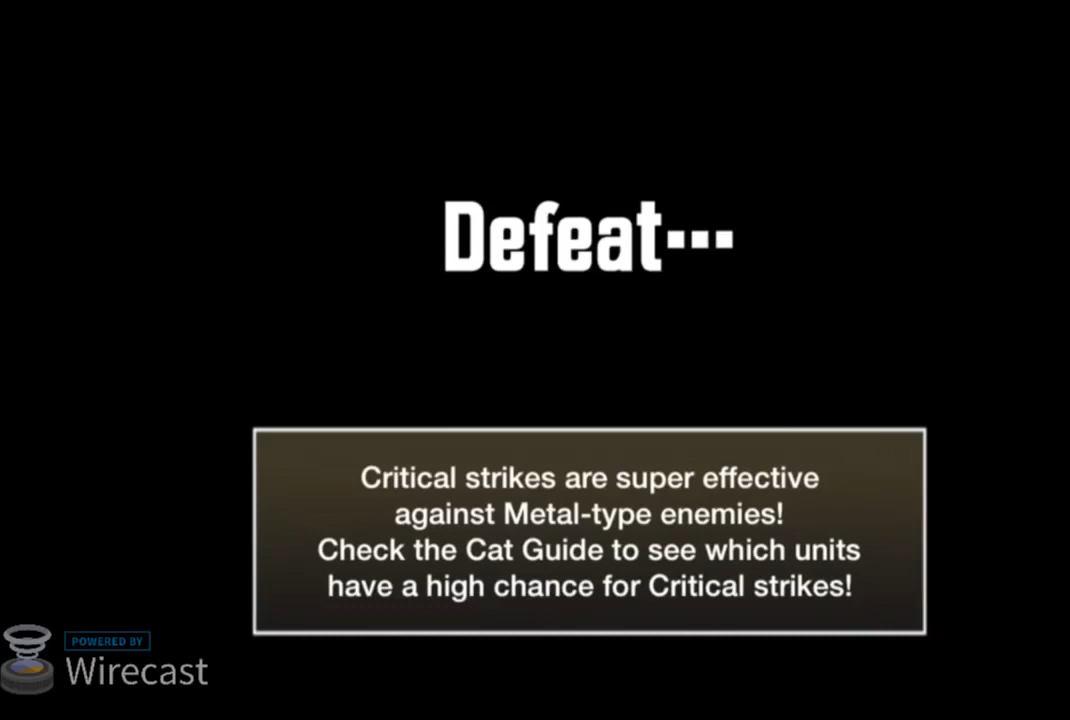 Defeat...
Critical strikes are super effective
against Metal-type enemies!
Check the Cat Guide to see which units
have a high chance for Critical strikes!
POWERED BY
Wirecast